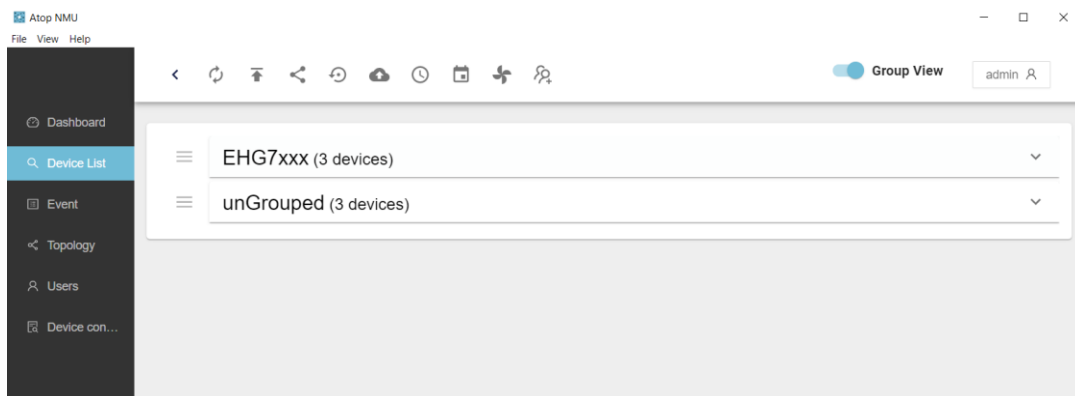 Atop NMU
File View Help
Group View
admin
Dashboard
Device List
EHG7xxx (3 devices)
unGrouped (3 devices)
Event
Topology
Users
Device con...